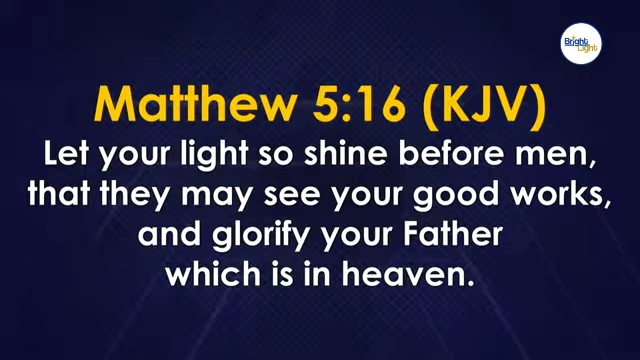 Bright
Light
Matthew 5:16 (KJV)
Let your light so shine before men,
that they may see your good works,
and glorify your Father
which is in heaven.